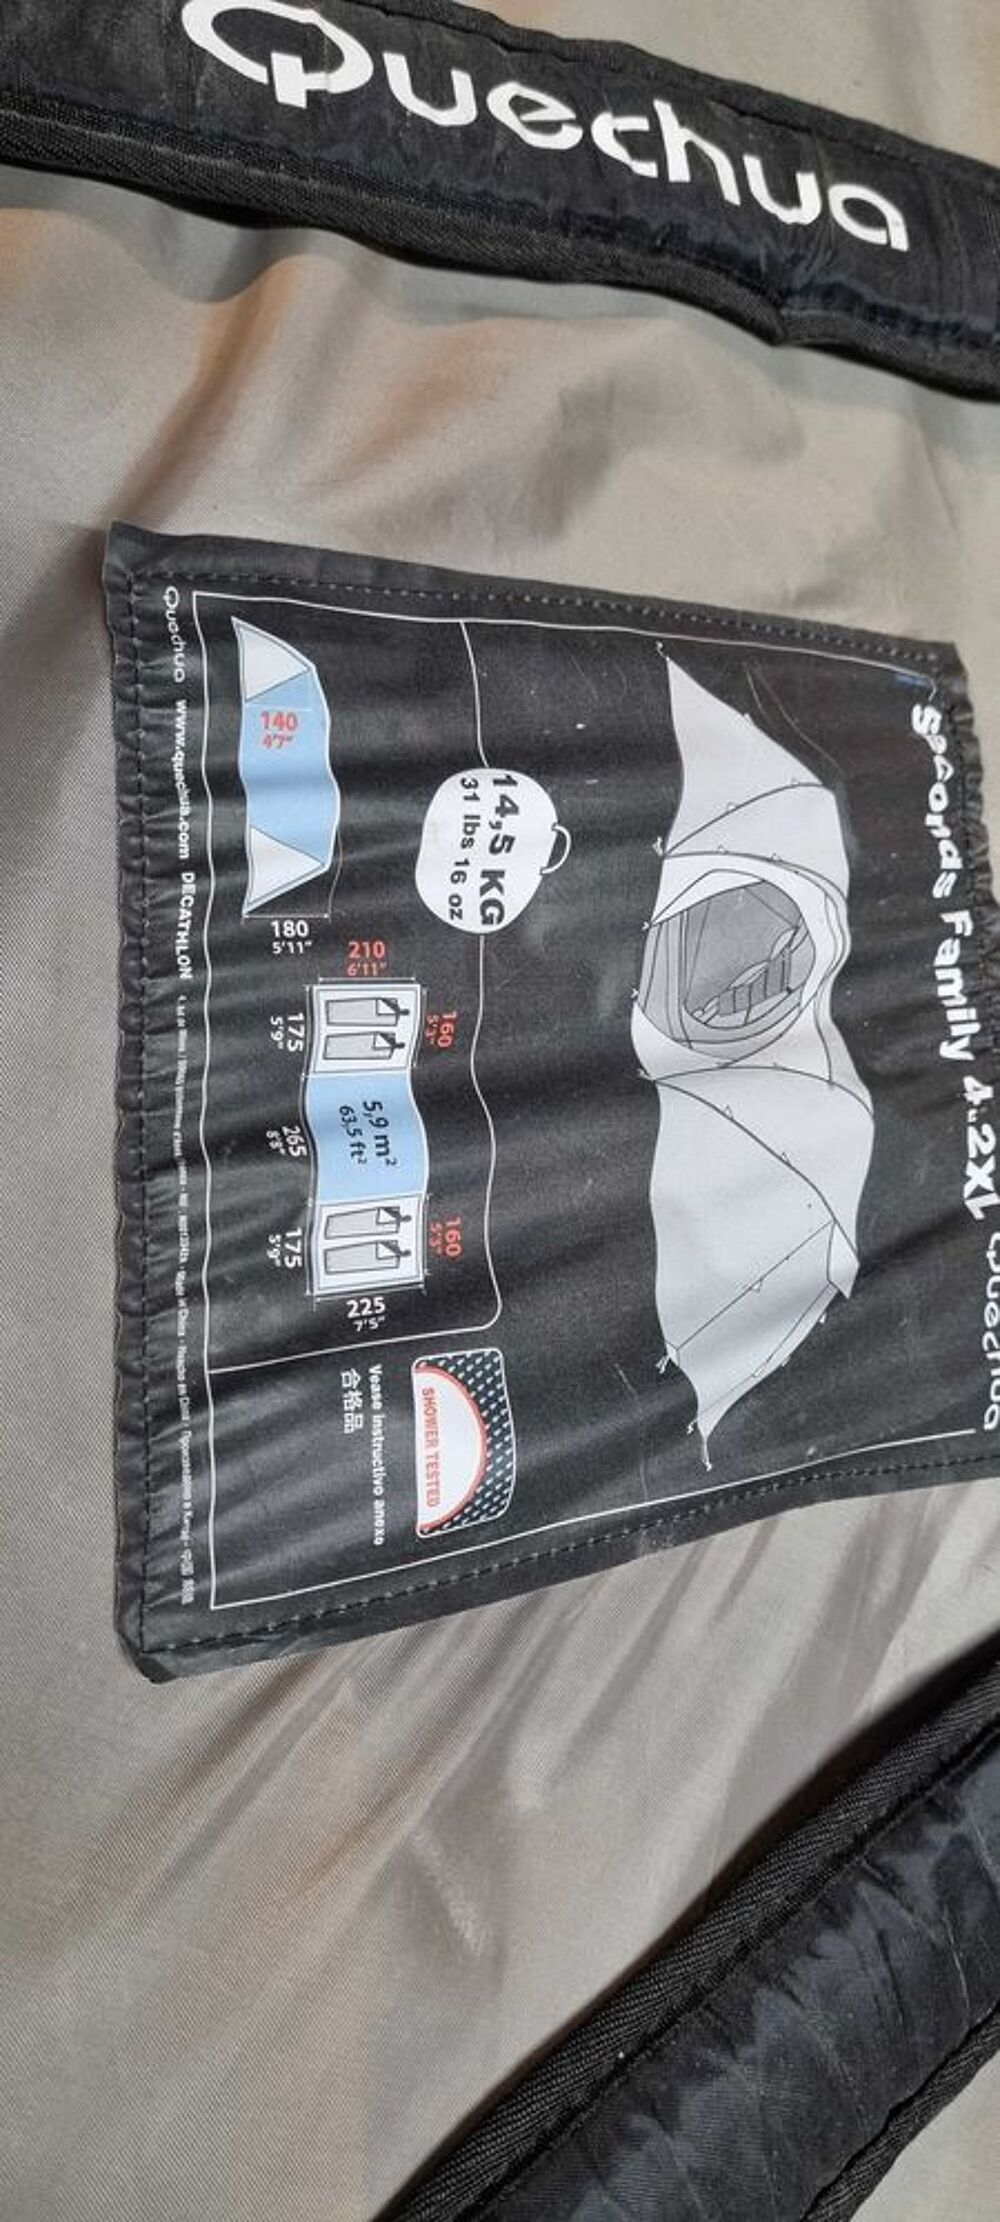 Quechua
Seconds Family 4.2XL Quechua
14,5 KG
31 lbs 16 oz
140
4'7"
180
5'11"
210
6'11"
160
5'3"
160
5'3"
175
5'9"
5,9 m²
63,5 ft²
265
8'8"
175
5'9"
225
7'5"
SHOWER TESTED
Vease instructivo anexo
合格品
Quechua www.quechua.com DECATHLON